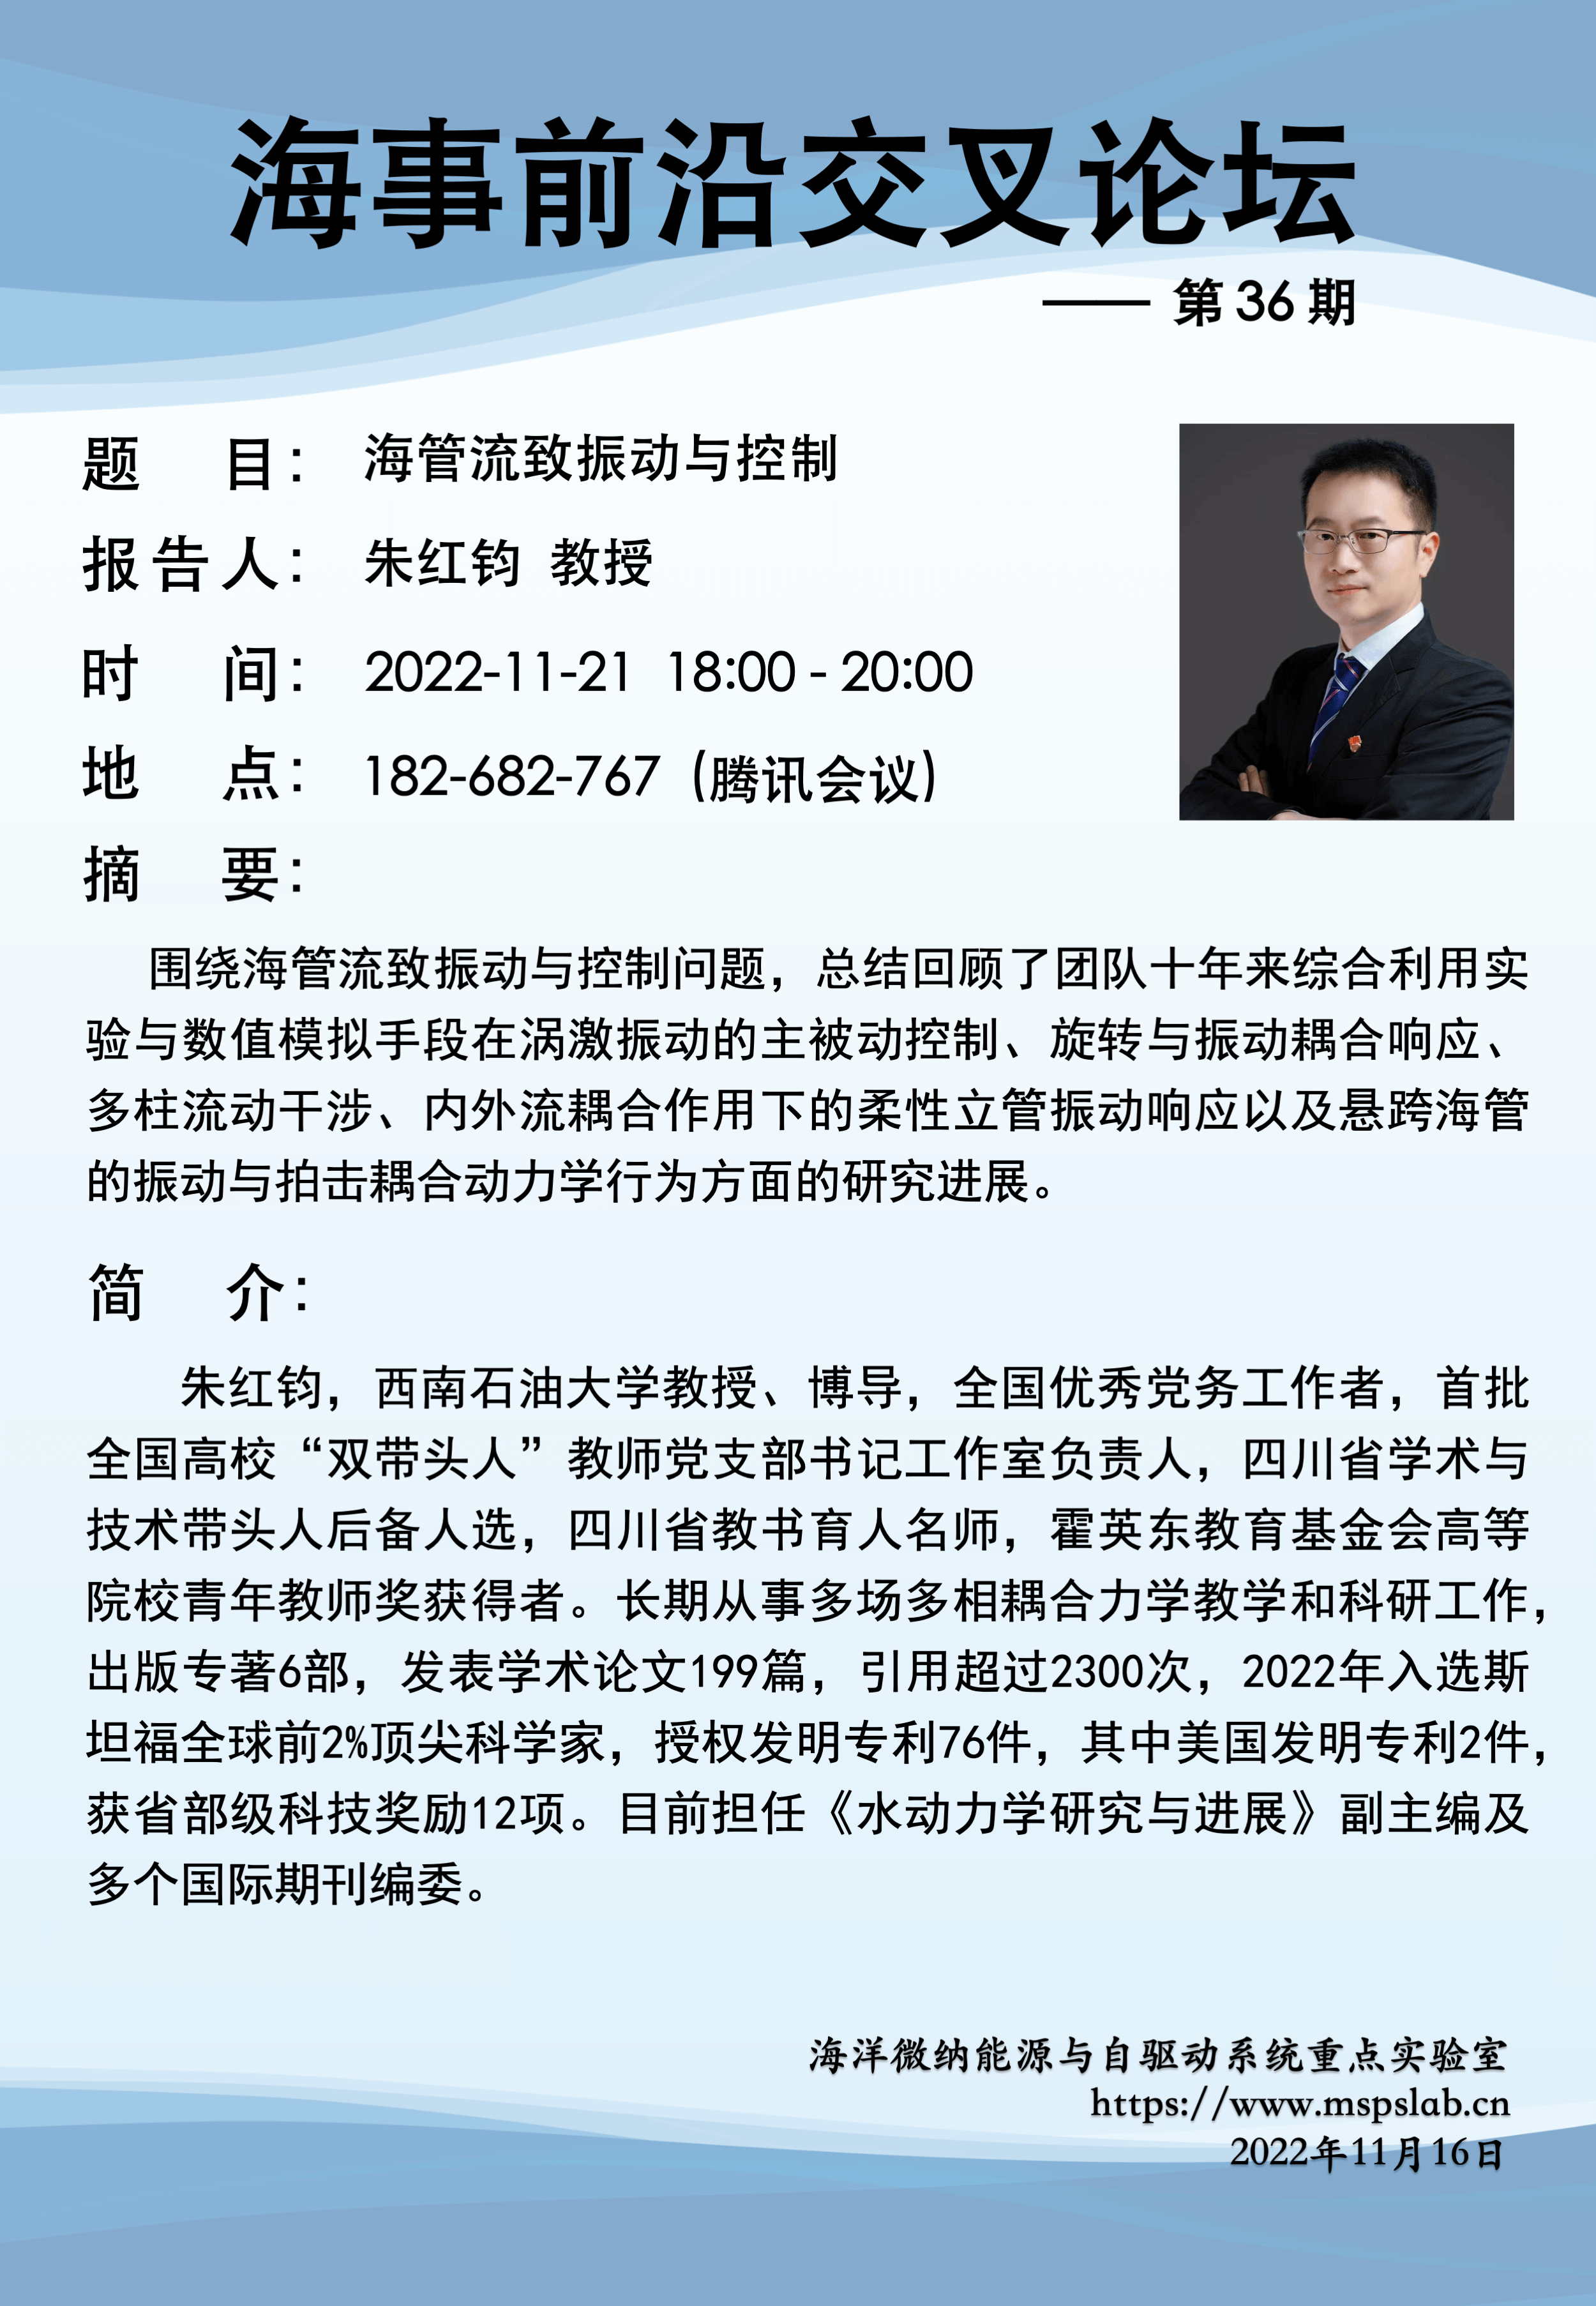 海事前沿交叉论坛
—— 第 36 期
题 目： 海管流致振动与控制
报告人： 朱红钧 教授
时 间： 2022-11-21 18:00 - 20:00
地 点： 182-682-767（腾讯会议）
摘 要：
围绕海管流致振动与控制问题，总结回顾了团队十年来综合利用实
验与数值模拟手段在涡激振动的主被动控制、旋转与振动耦合响应、
多柱流动干涉、内外流耦合作用下的柔性立管振动响应以及悬跨海管
的振动与拍击耦合动力学行为方面的研究进展。
简 介：
朱红钧，西南石油大学教授、博导，全国优秀党务工作者，首批
全国高校“双带头人”教师党支部书记工作室负责人，四川省学术与
技术带头人后备人选，四川省教书育人名师，霍英东教育基金会高等
院校青年教师奖获得者。长期从事多场多相耦合力学教学和科研工作，
出版专著6部，发表学术论文199篇，引用超过2300次，2022年入选斯
坦福全球前2%顶尖科学家，授权发明专利76件，其中美国发明专利2件，
获省部级科技奖励12项。目前担任《水动力学研究与进展》副主编及
多个国际期刊编委。
海洋微纳能源与自驱动系统重点实验室
https://www.mspslab.cn
2022年11月16日